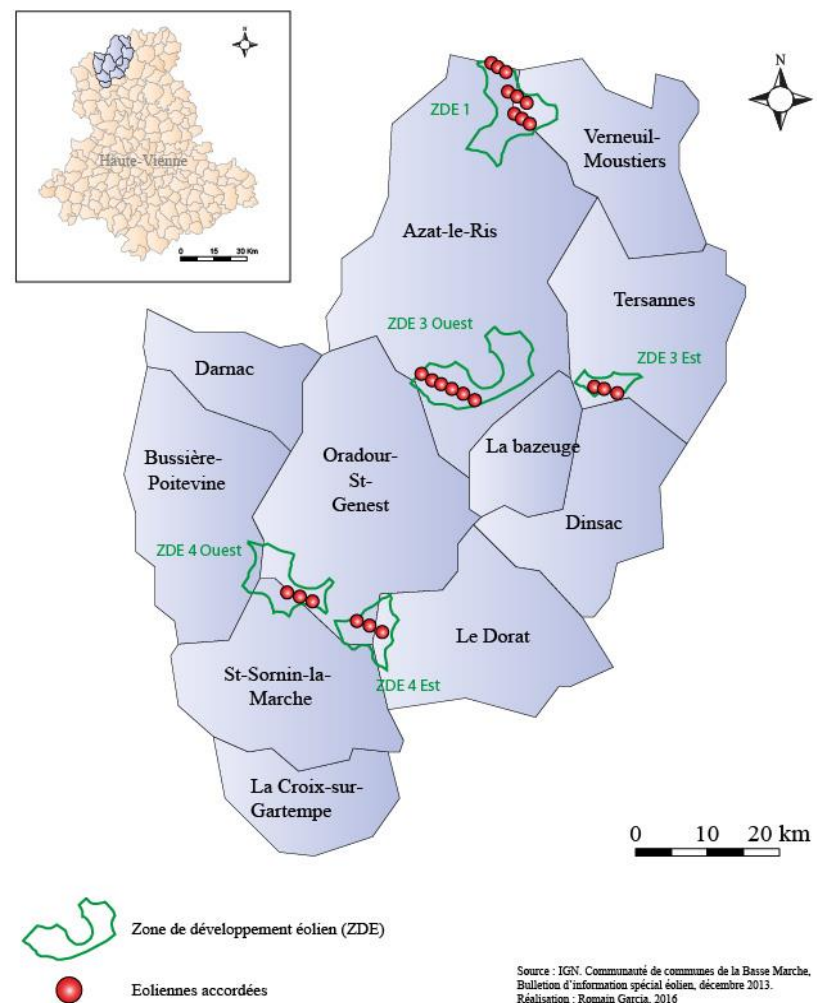 N
Haute-Vienne
0 15 30 Km
N
ZDE 1
Verneuil-
Moustiers
Azat-le-Ris
Tersannes
ZDE 3 Ouest
ZDE 3 Est
Darnac
La bazeuge
Bussière-
Poitevine
Oradour-
St-
Genest
Dinsac
ZDE 4 Ouest
Le Dorat
St-Sornin-la-
Marche
ZDE 4 Est
La Croix-sur-
Gartempe
0 10 20 km
Zone de développement éolien (ZDE)
Eoliennes accordées
Source : IGN. Communauté de communes de la Basse Marche,
Bulletion d'information spécial éolien, décembre 2013.
Réalisation : Romain Garcia, 2016